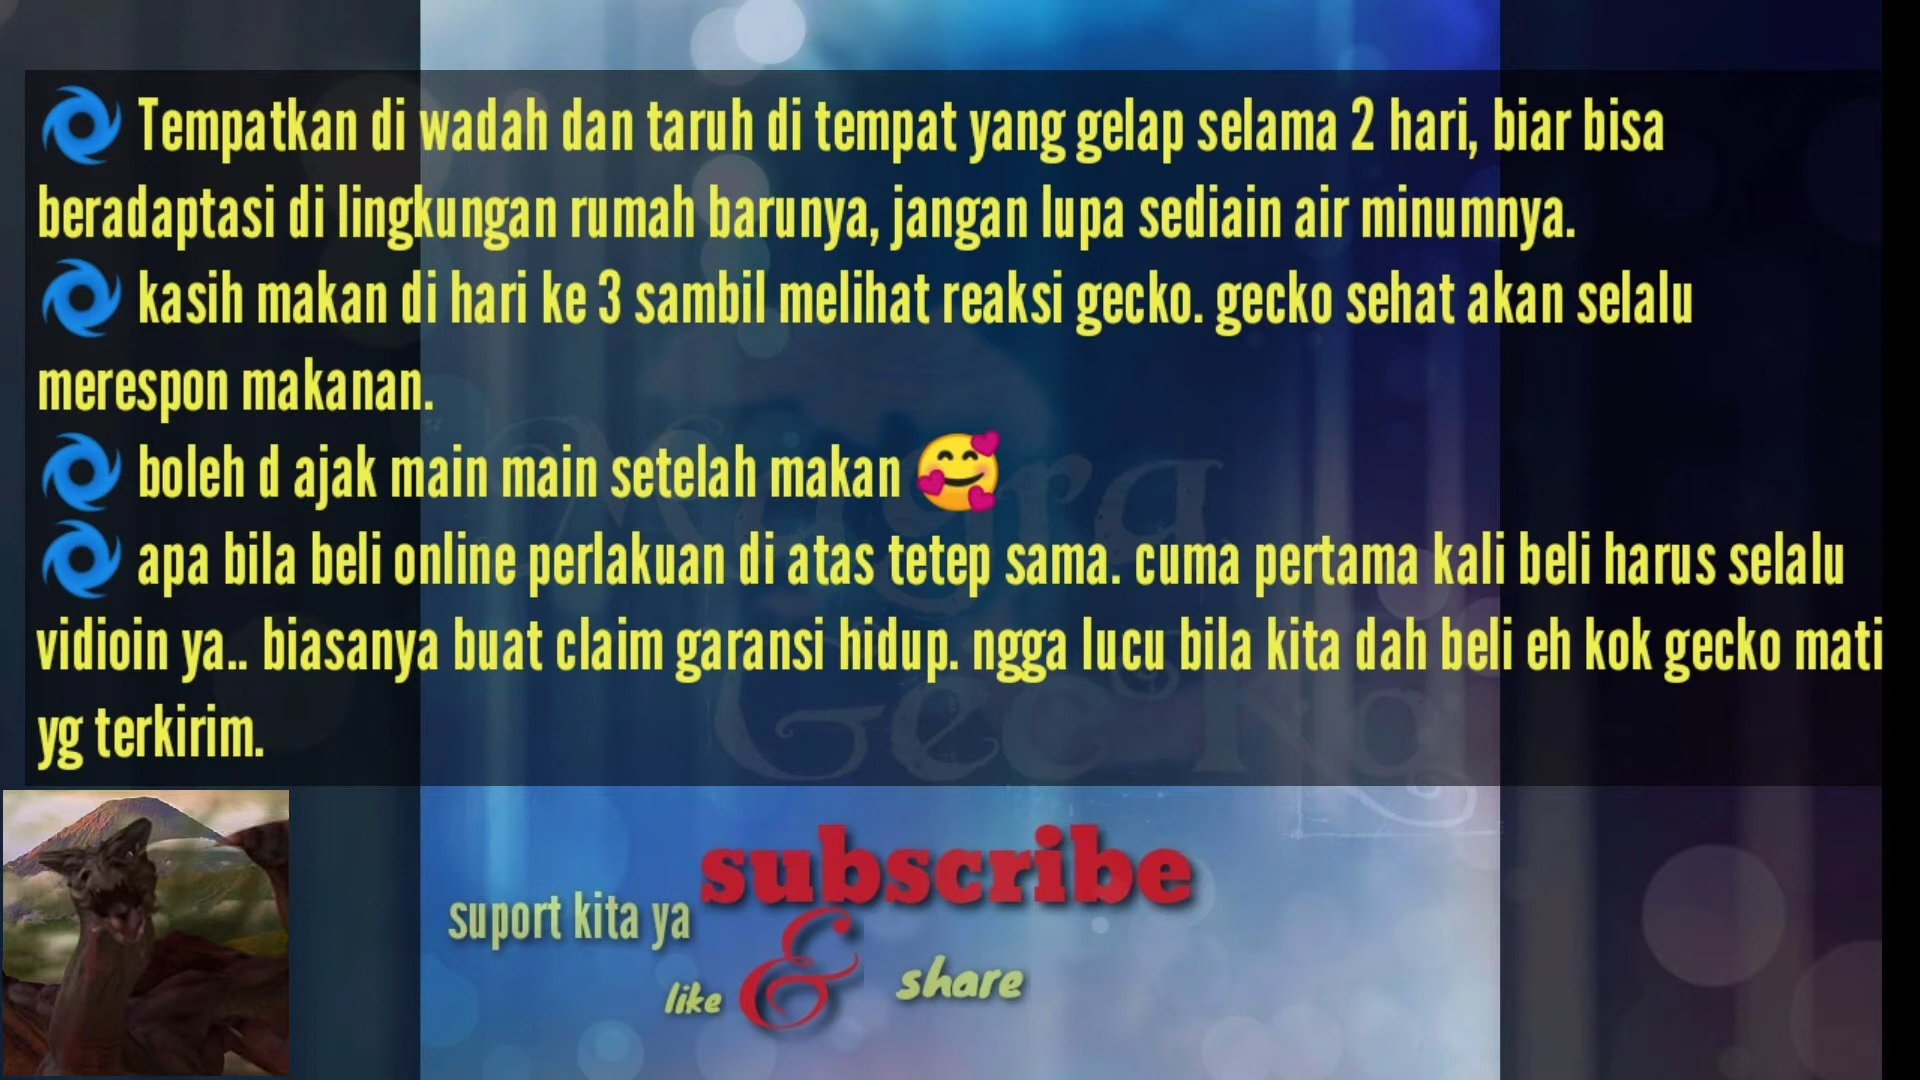 🌀 Tempatkan di wadah dan taruh di tempat yang gelap selama 2 hari, biar bisa
beradaptasi di lingkungan rumah barunya, jangan lupa sediain air minumnya.
🌀 kasih makan di hari ke 3 sambil melihat reaksi gecko. gecko sehat akan selalu
merespon makanan.
🌀 boleh d ajak main main setelah makan 🥰
🌀 apa bila beli online perlakuan di atas tetep sama. cuma pertama kali beli harus selalu
vidioin ya.. biasanya buat claim garansi hidup. ngga lucu bila kita dah beli eh kok gecko mati
yg terkirim.
suport kita ya subscribe
like & share